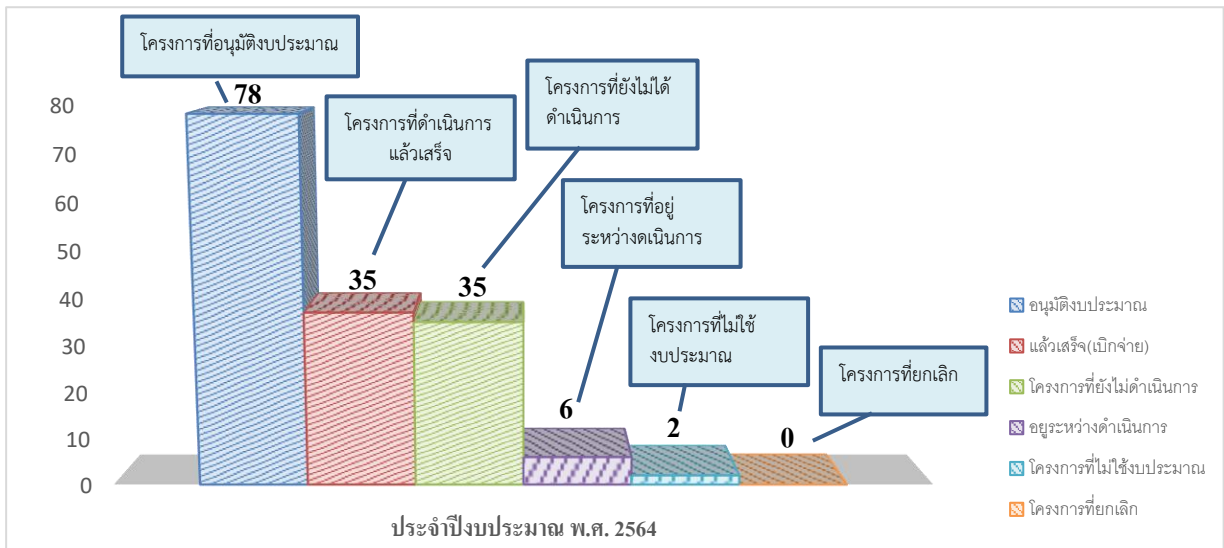 โครงการที่อนุมัติงบประมาณ
78
โครงการที่ดำเนินการ
แล้วเสร็จ
35
โครงการที่ยังไม่ได้
ดำเนินการ
35
โครงการที่อยู่
ระหว่างดเนินการ
6
โครงการที่ไม่ใช้
งบประมาณ
2
โครงการที่ยกเลิก
0
80
70
60
50
40
30
20
10
0
ประจำปีงบประมาณ พ.ศ. 2564
อนุมัติงบประมาณ
แล้วเสร็จ(เบิกจ่าย)
โครงการที่ยังไม่ดำเนินการ
อยูระหว่างดำเนินการ
โครงการที่ไม่ใช้งบประมาณ
โครงการที่ยกเลิก